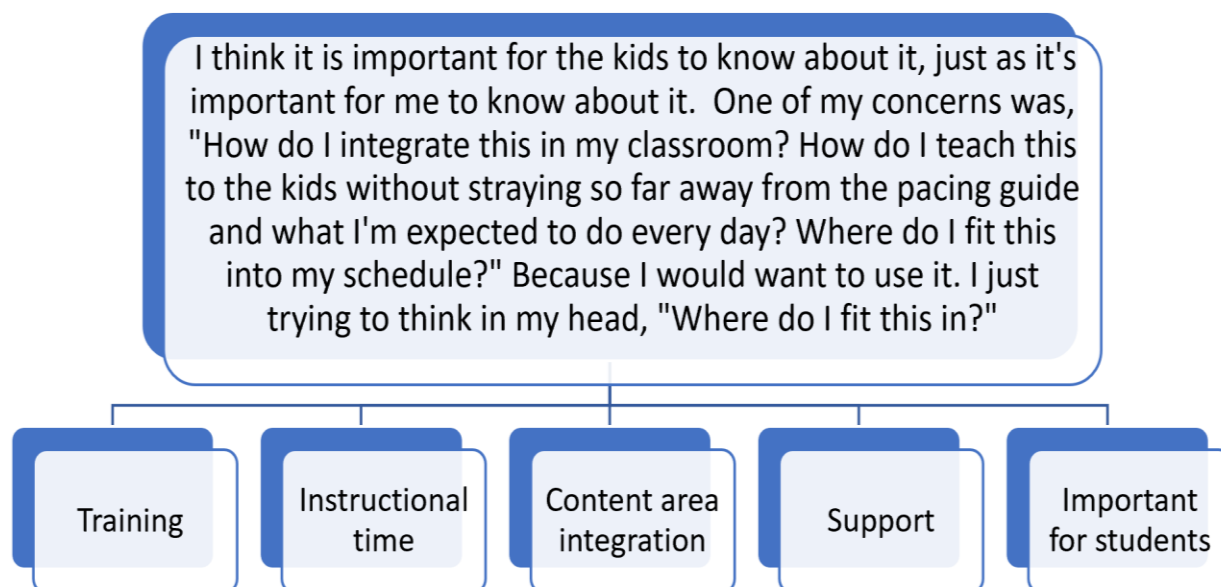 I think it is important for the kids to know about it, just as it's
important for me to know about it.  One of my concerns was,
"How do I integrate this in my classroom? How do I teach this
to the kids without straying so far away from the pacing guide
and what I'm expected to do every day? Where do I fit this
into my schedule?" Because I would want to use it. I just
trying to think in my head, "Where do I fit this in?"
Training
Instructional
time
Content area
integration
Support
Important
for students